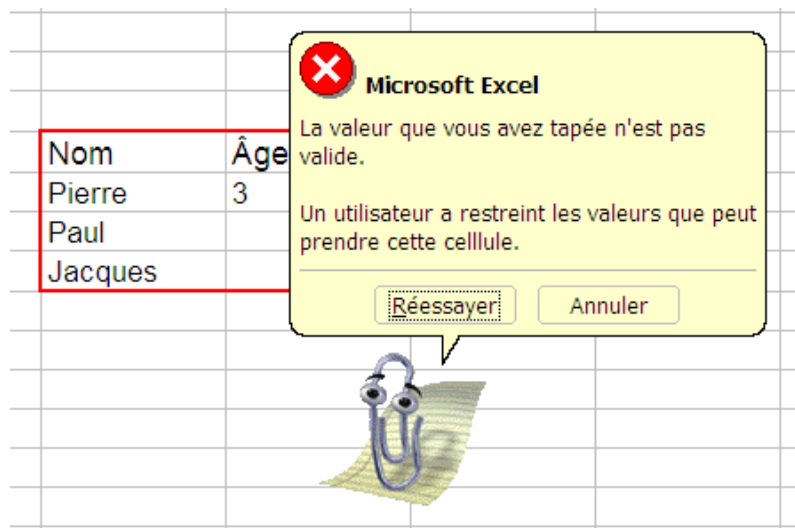 Microsoft Excel
La valeur que vous avez tapée n'est pas
valide.
Un utilisateur a restreint les valeurs que peut
prendre cette celllule.
Réessayer Annuler
Nom Âge
Pierre 3
Paul
Jacques